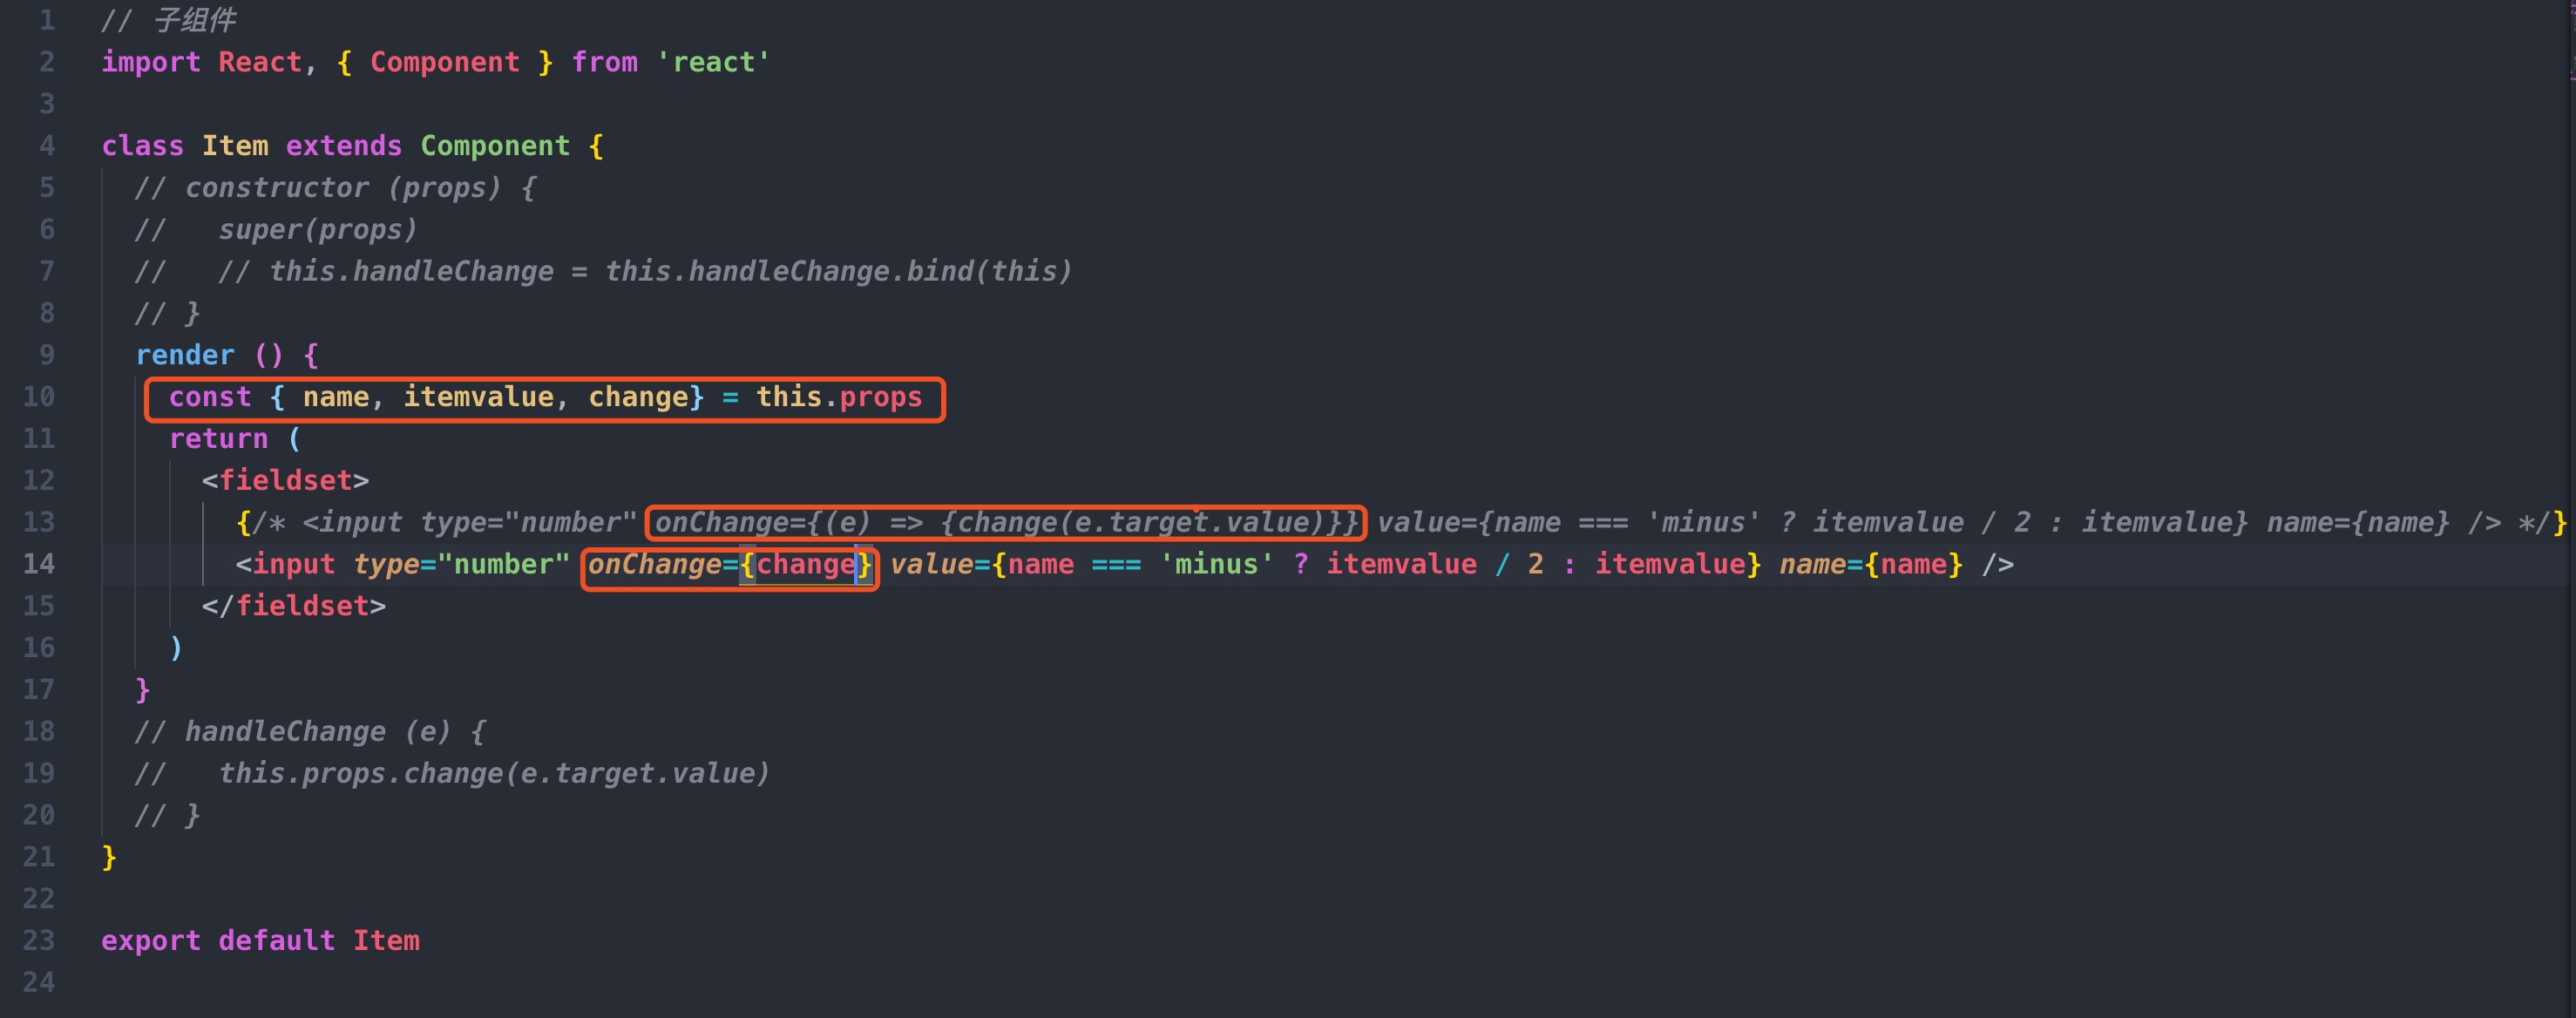 1 // 子组件
2 import React, { Component } from 'react'
3
4 class Item extends Component {
5 // constructor (props) {
6 //   super(props)
7 //   // this.handleChange = this.handleChange.bind(this)
8 // }
9 render () {
10 const { name, itemvalue, change} = this.props
11 return (
12 <fieldset>
13 {/* <input type="number" onChange={(e) => {change(e.target.value)}} value={name === 'minus' ? itemvalue / 2 : itemvalue} name={name} /> */}
14 <input type="number" onChange={change} value={name === 'minus' ? itemvalue / 2 : itemvalue} name={name} />
15 </fieldset>
16 )
17 }
18 // handleChange (e) {
19 //   this.props.change(e.target.value)
20 // }
21 }
22
23 export default Item
24